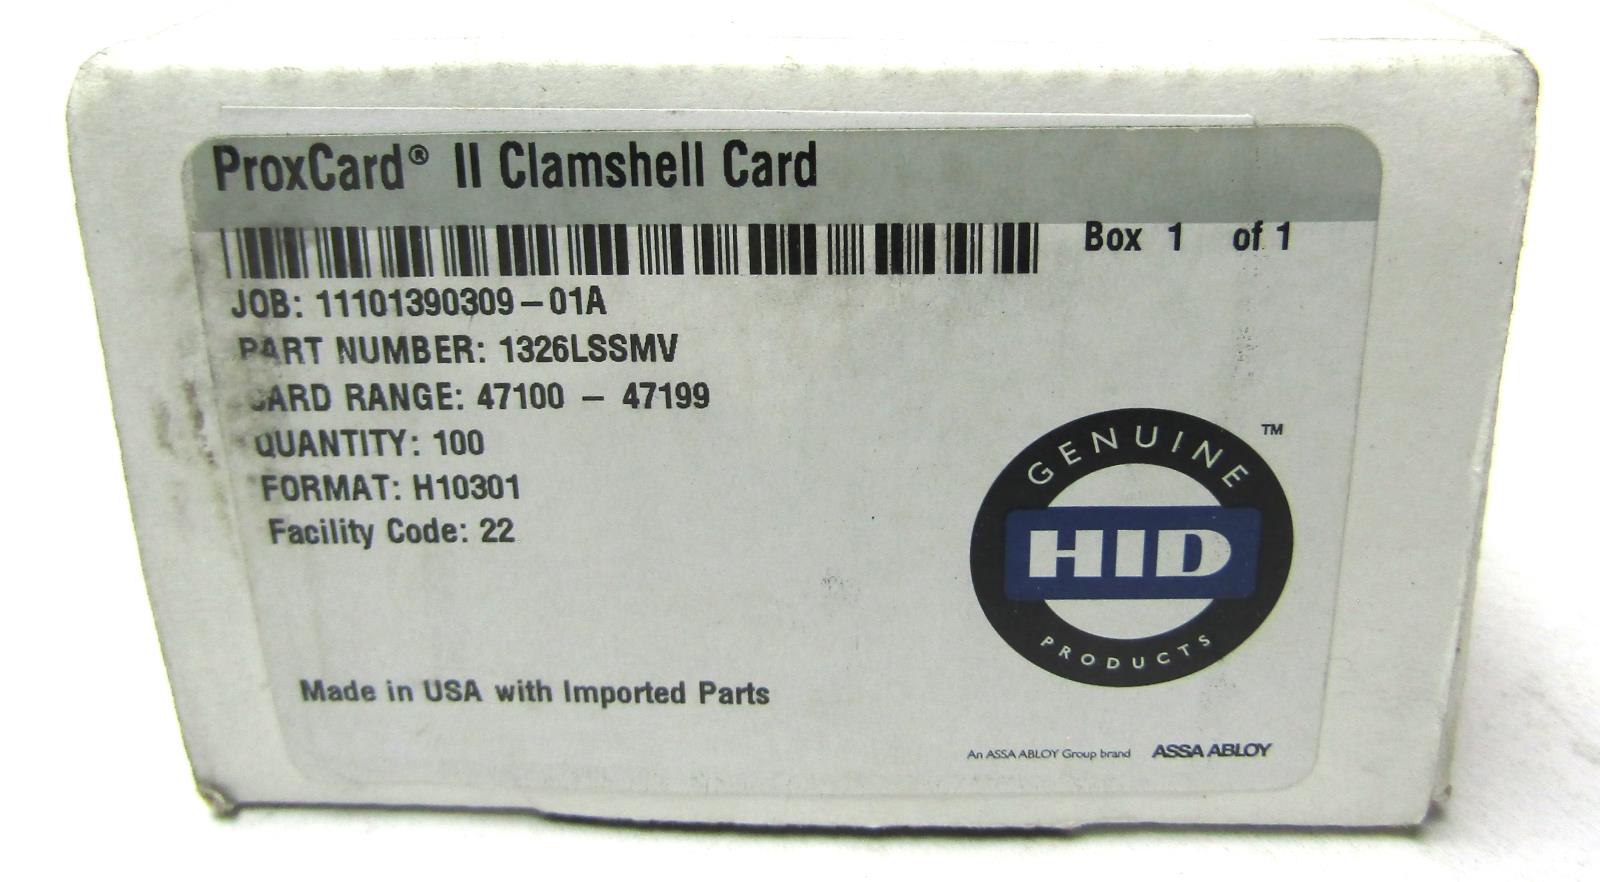 ProxCard® II Clamshell Card
Box 1 of 1
JOB: 11101390309-01A
PART NUMBER: 1326LSSMV
CARD RANGE: 47100 - 47199
QUANTITY: 100
FORMAT: H10301
Facility Code: 22
GENUINE
TM
HID
PRODUCTS
Made in USA with Imported Parts
An ASSA ABLOY Group brand ASSA ABLOY